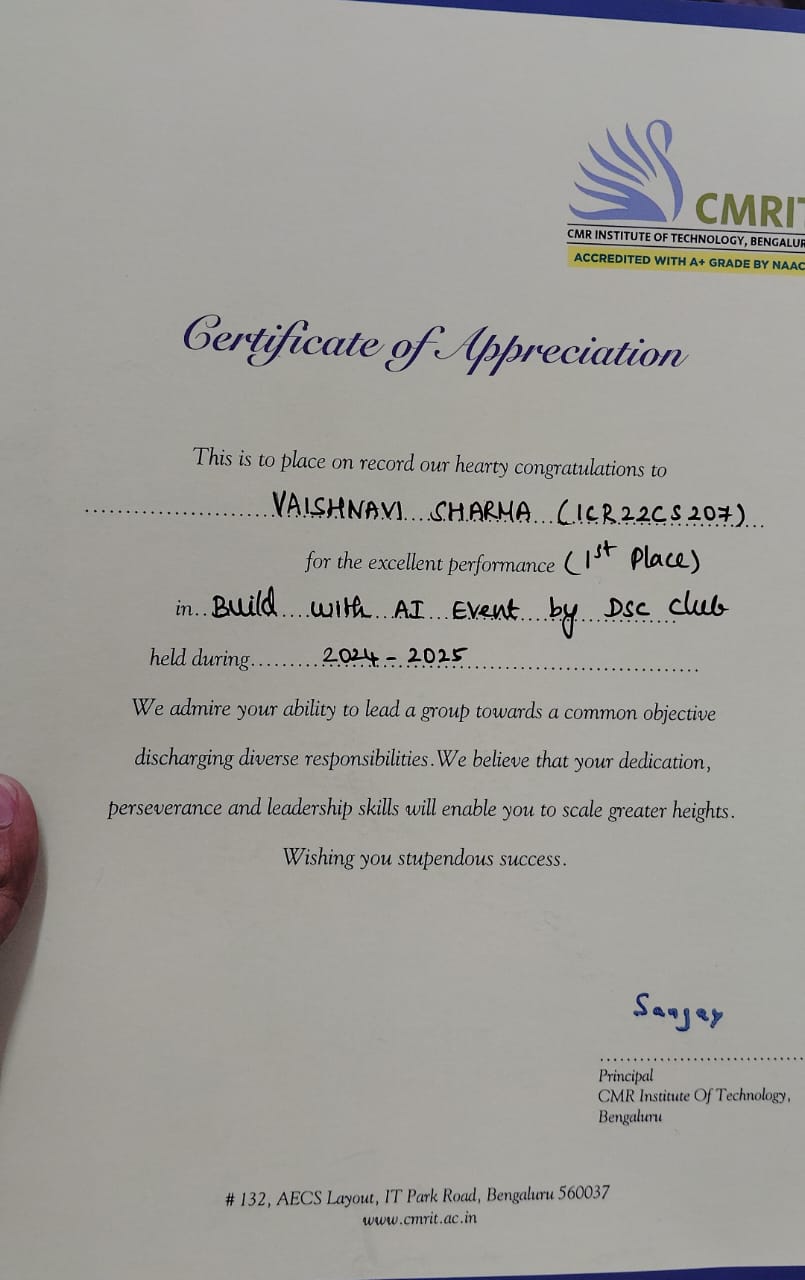 CMRIT
CMR INSTITUTE OF TECHNOLOGY, BENGALUR
ACCREDITED WITH A+ GRADE BY NAAC
Certificate of Appreciation
This is to place on record our hearty congratulations to
VAISHNAVI SHARMA (1CR22CS207)
for the excellent performance (1st Place)
in.. Build with AI Event by DSC club
held during......... 2024 - 2025
We admire your ability to lead a group towards a common objective
discharging diverse responsibilities. We believe that your dedication,
perseverance and leadership skills will enable you to scale greater heights.
Wishing you stupendous success.
Sanjay
Principal
CMR Institute Of Technology,
Bengaluru
# 132, AECS Layout, IT Park Road, Bengaluru 560037
www.cmrit.ac.in